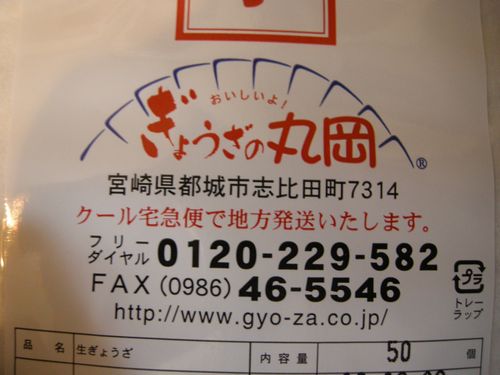 おいしいよ!
ぎょうざの丸岡®
宮崎県都城市志比田町7314
クール宅急便で地方発送いたします。
フリーダイヤル 0120-229-582
FAX (0986) 46-5546
http://www.gyo-za.co.jp/
プラ
トレー
ラップ
品 名 生ぎょうざ 内容量 50 個